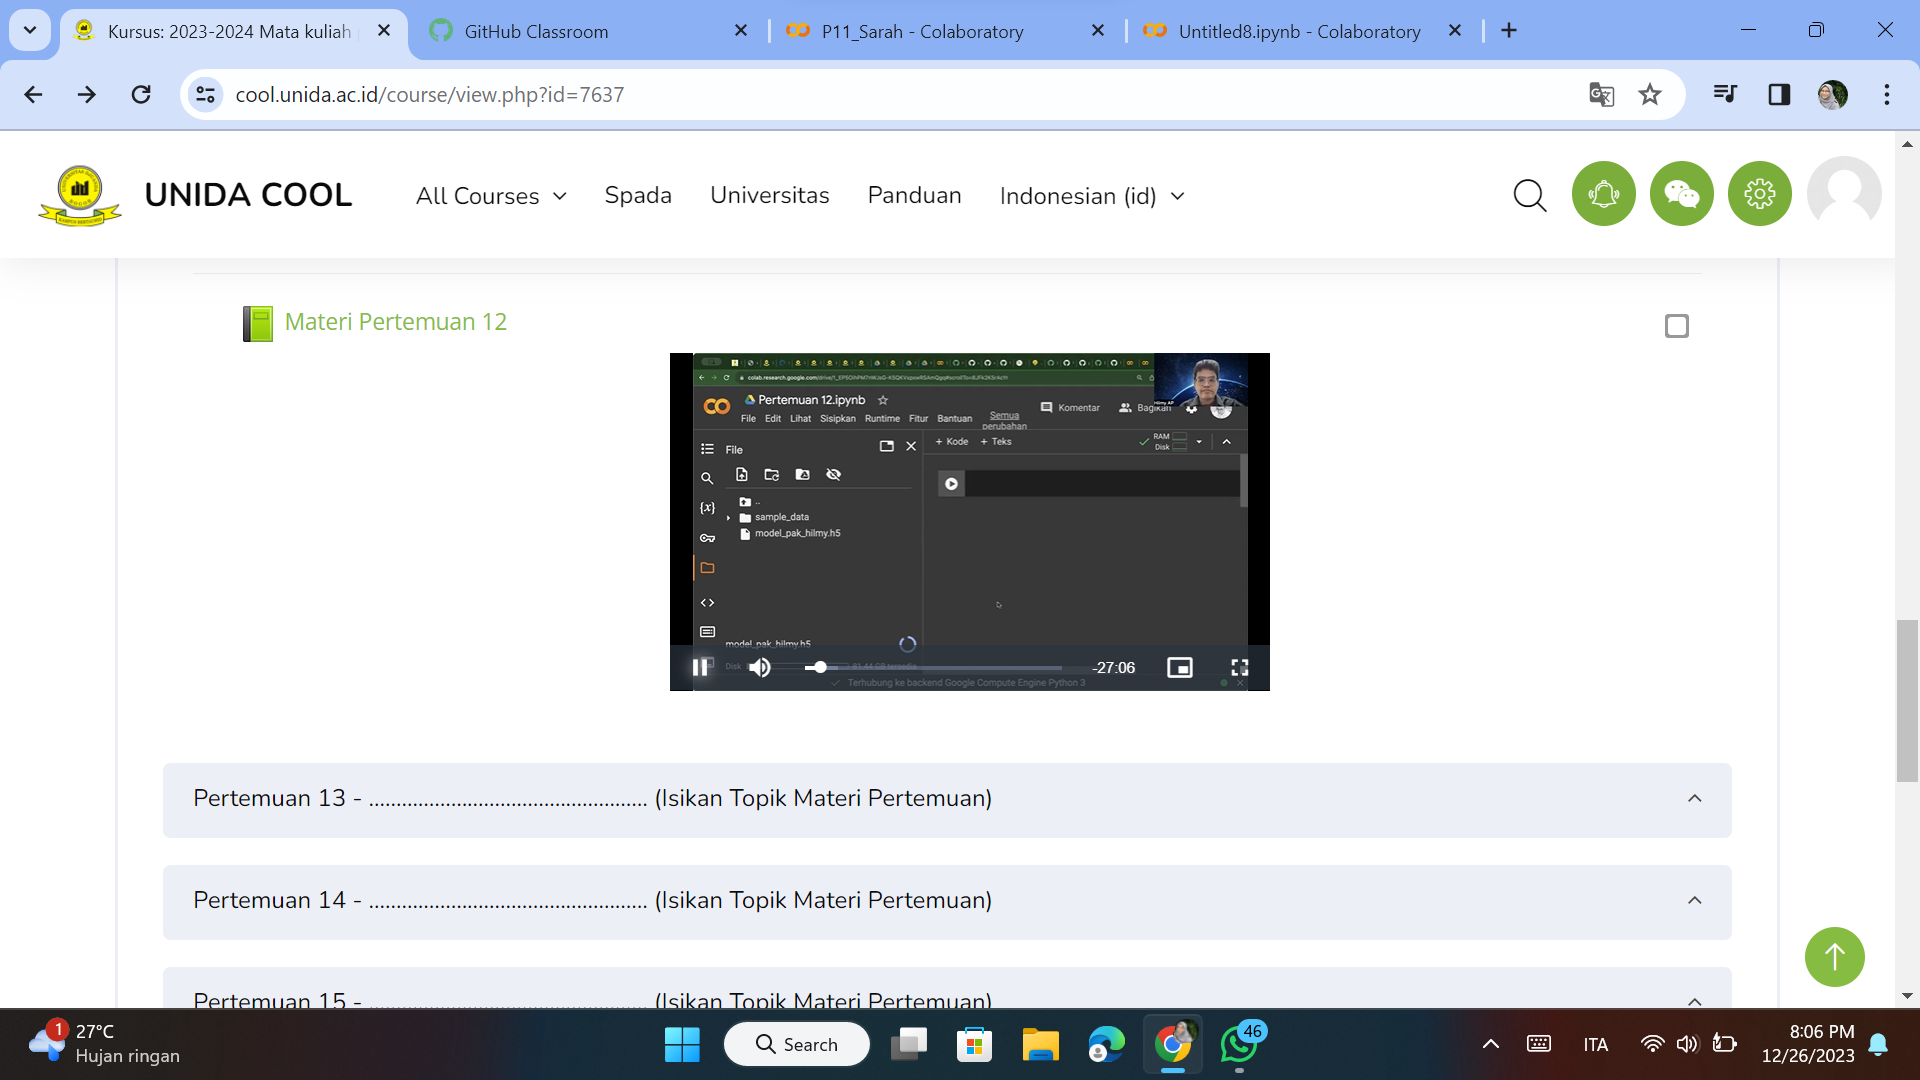 Kursus: 2023-2024 Mata kuliah
GitHub Classroom
P11_Sarah - Colaboratory
Untitled8.ipynb - Colaboratory
cool.unida.ac.id/course/view.php?id=7637
UNIDA COOL
All Courses
Spada
Universitas
Panduan
Indonesian (id)
Materi Pertemuan 12
Pertemuan 12.ipynb
File Edit Lihat Sisipkan Runtime Fitur Bantuan Semua perubahan
Komentar
Bagikan
File
+ Kode + Teks
RAM
Disk
{x}
..
sample_data
model_pak_hilmy.h5
model_pak_hilmy.h5
Disk
81.44 GB tersedia
-27:06
Terhubung ke backend Google Compute Engine Python 3
Pertemuan 13 - ................................................... (Isikan Topik Materi Pertemuan)
Pertemuan 14 - ................................................... (Isikan Topik Materi Pertemuan)
Pertemuan 15 - ................................................... (Isikan Topik Materi Pertemuan)
1
27°C
Hujan ringan
Search
46
ITA
8:06 PM
12/26/2023